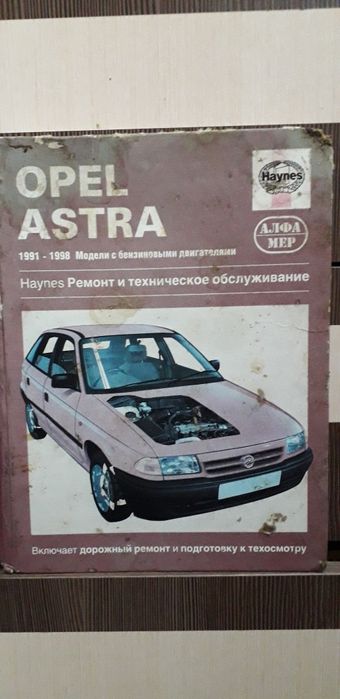 OPEL
ASTRA
Haynes
АЛФА
МЕР
1991 - 1998 Модели с бензиновыми двигателями
Haynes Ремонт и техническое обслуживание
Включает дорожный ремонт и подготовку к техосмотру